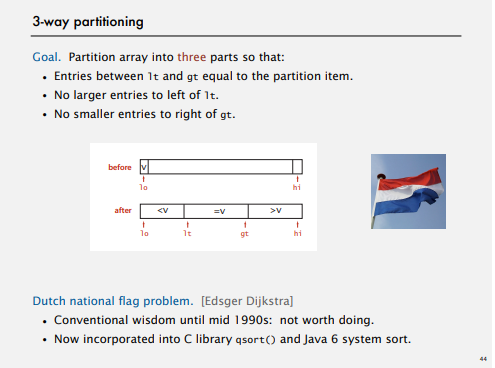 3-way partitioning
Goal. Partition array into three parts so that:
• Entries between lt and gt equal to the partition item.
• No larger entries to left of lt.
• No smaller entries to right of gt.
before v
lo hi
after <v =v >v
lo lt gt hi
Dutch national flag problem. [Edsger Dijkstra]
• Conventional wisdom until mid 1990s: not worth doing.
• Now incorporated into C library qsort() and Java 6 system sort.
44